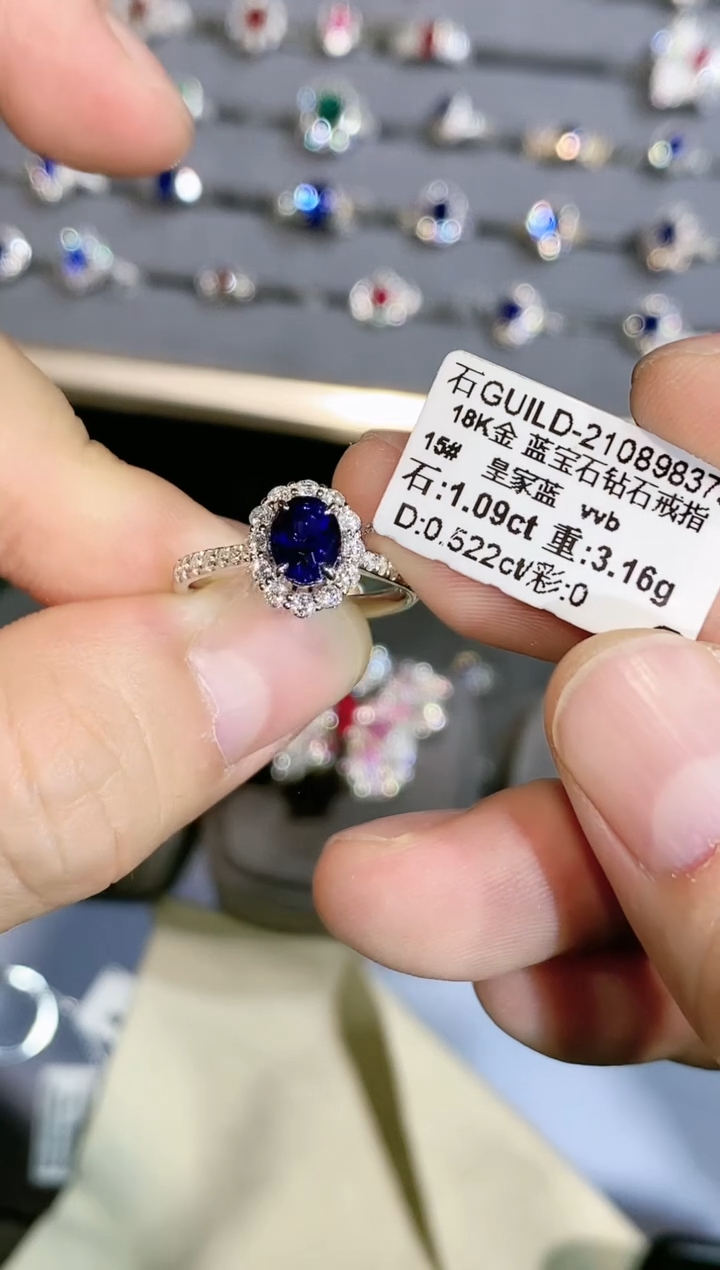 石GUILD-21089837
18K金 蓝宝石钻石戒指
15# 皇家蓝 vvb
石:1.09ct 重:3.16g
D:0.522ct/彩:0